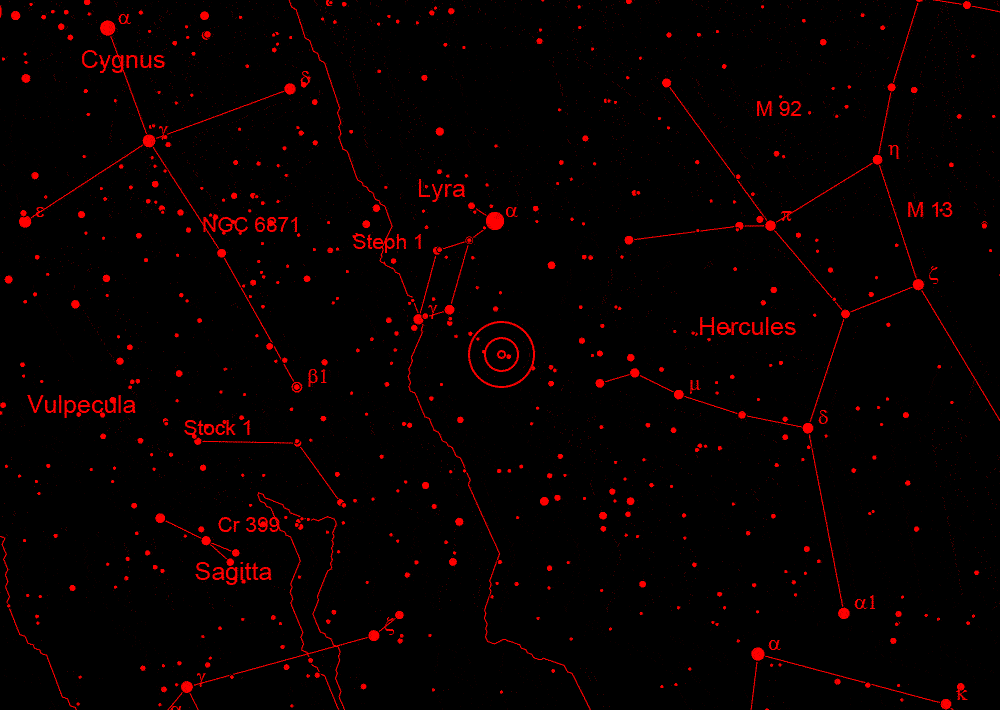 α
Cygnus
δ
M 92
γ
η
Lyra
α
ε
M 13
π
NGC 6871
Steph 1
ζ
γ
Hercules
β1
μ
Vulpecula
δ
Stock 1
Cr 399
Sagitta
α1
ζ
α
γ
κ
α